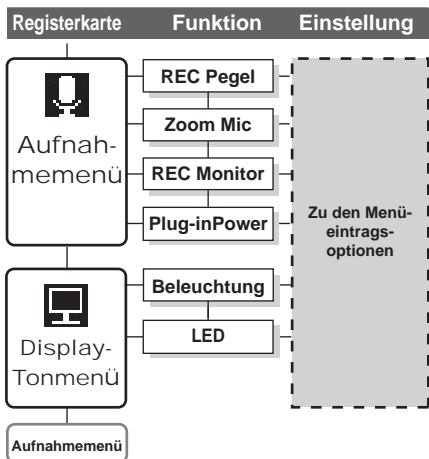 Registerkarte Funktion Einstellung
Aufnah-
memenü
REC Pegel
Zoom Mic
REC Monitor
Plug-inPower
Zu den Menü-
eintrags-
optionen
Display-
Tonmenü
Beleuchtung
LED
Aufnahmemenü